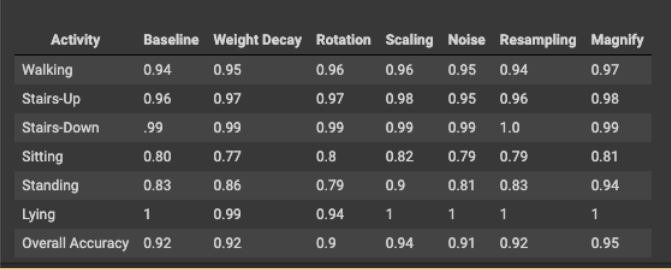 Activity Baseline Weight Decay Rotation Scaling Noise Resampling Magnify
Walking 0.94 0.95 0.96 0.96 0.95 0.94 0.97
Stairs-Up 0.96 0.97 0.97 0.98 0.95 0.96 0.98
Stairs-Down .99 0.99 0.99 0.99 0.99 1.0 0.99
Sitting 0.80 0.77 0.8 0.82 0.79 0.79 0.81
Standing 0.83 0.86 0.79 0.9 0.81 0.83 0.94
Lying 1 0.99 0.94 1 1 1 1
Overall Accuracy 0.92 0.92 0.9 0.94 0.91 0.92 0.95